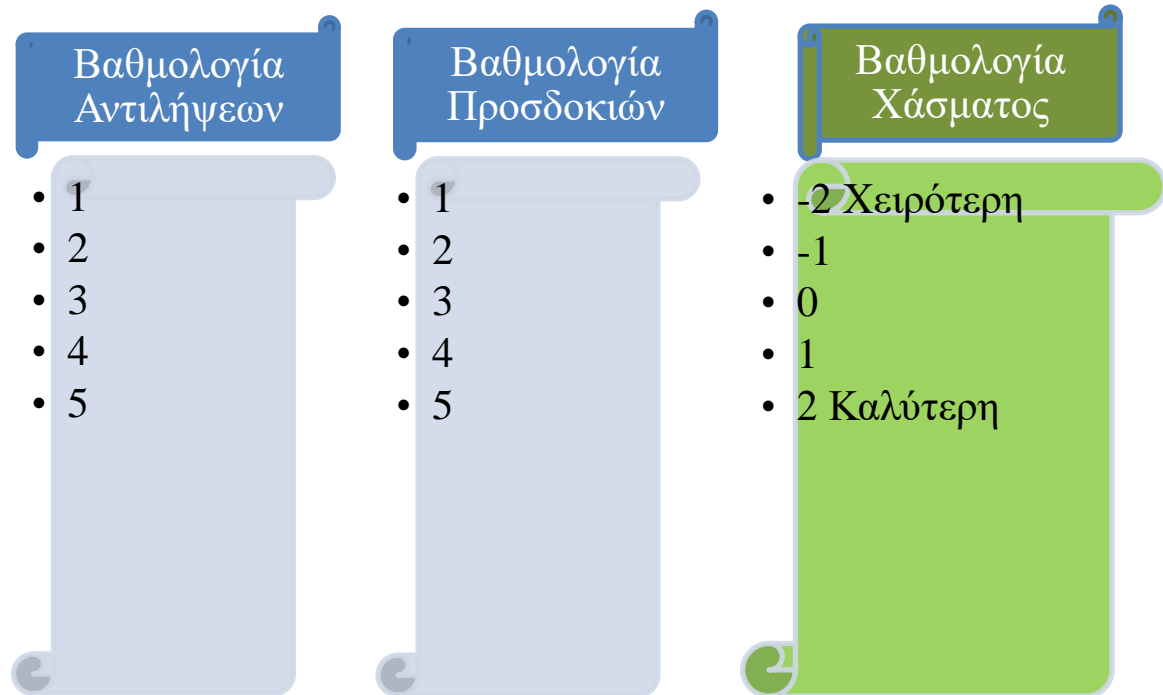 Βαθμολογία
Αντιλήψεων
• 1
• 2
• 3
• 4
• 5
Βαθμολογία
Προσδοκιών
• 1
• 2
• 3
• 4
• 5
Βαθμολογία
Χάσματος
• -2 Χειρότερη
• -1
• 0
• 1
• 2 Καλύτερη